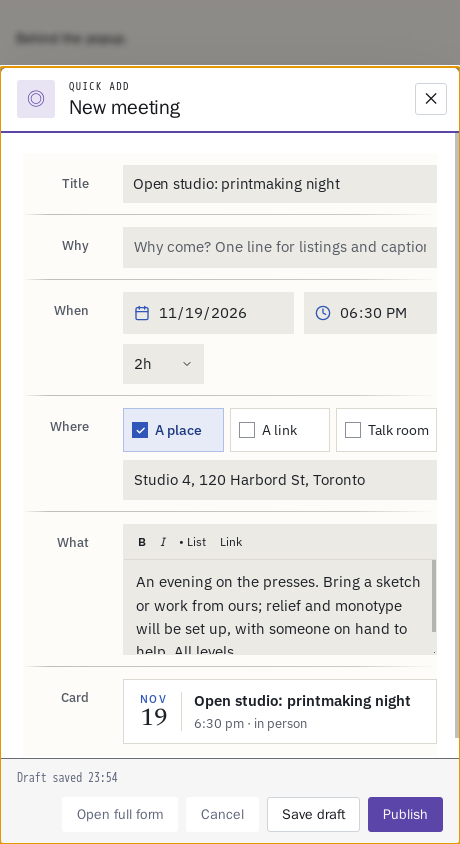 Behind the popup.
QUICK ADD
New meeting
Title
Open studio: printmaking night
Why
Why come? One line for listings and caption
When
11/19/2026
06:30 PM
2h
Where
A place
A link
Talk room
Studio 4, 120 Harbord St, Toronto
What
B I • List Link
An evening on the presses. Bring a sketch
or work from ours; relief and monotype
will be set up, with someone on hand to
help. All levels
Card
NOV
19
Open studio: printmaking night
6:30 pm · in person
Draft saved 23:54
Open full form
Cancel
Save draft
Publish